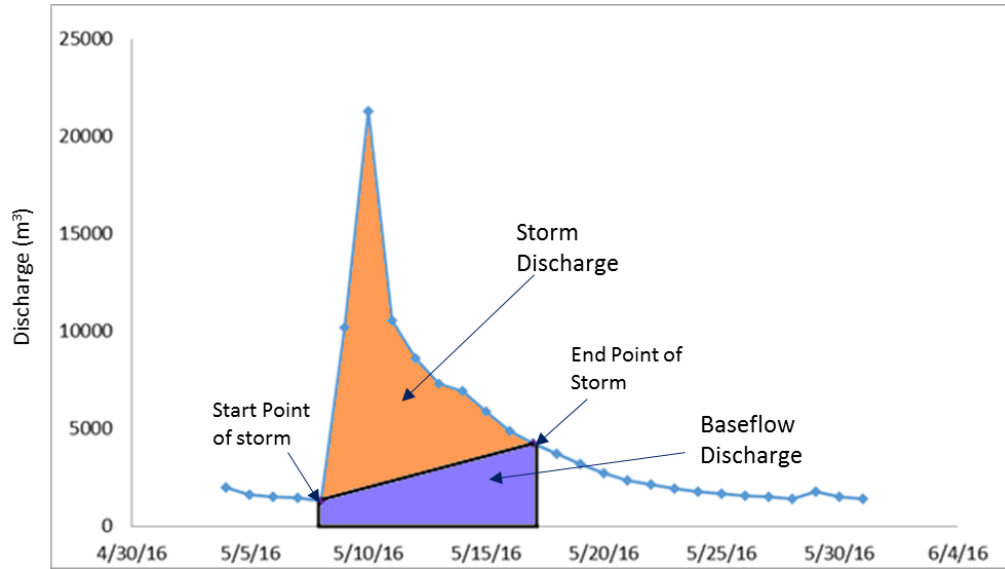 25000
20000
15000
10000
5000
0
Discharge (m³)
Storm
Discharge
End Point of
Storm
Start Point
of storm
Baseflow
Discharge
4/30/16 5/5/16 5/10/16 5/15/16 5/20/16 5/25/16 5/30/16 6/4/16